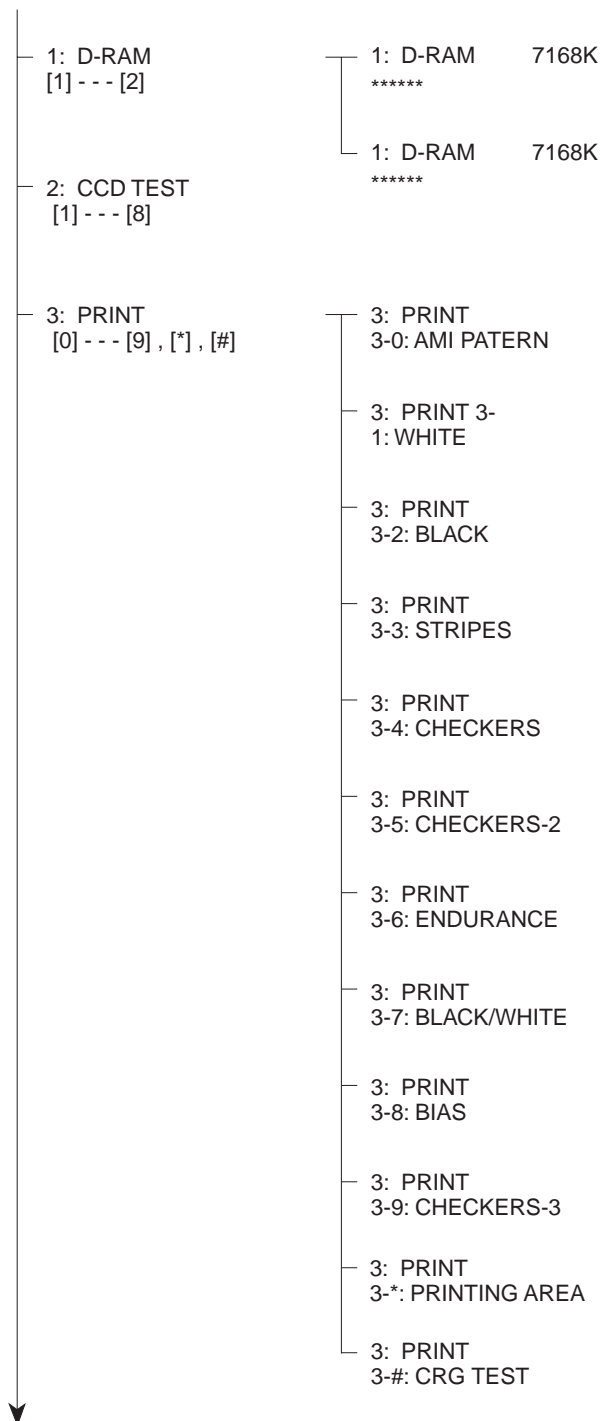 1: D-RAM
[1] - - - [2]
1: D-RAM 7168K
******
1: D-RAM 7168K
******
2: CCD TEST
[1] - - - [8]
3: PRINT
[0] - - - [9] , [*] , [#]
3: PRINT
3-0: AMI PATERN
3: PRINT 3-
1: WHITE
3: PRINT
3-2: BLACK
3: PRINT
3-3: STRIPES
3: PRINT
3-4: CHECKERS
3: PRINT
3-5: CHECKERS-2
3: PRINT
3-6: ENDURANCE
3: PRINT
3-7: BLACK/WHITE
3: PRINT
3-8: BIAS
3: PRINT
3-9: CHECKERS-3
3: PRINT
3-*: PRINTING AREA
3: PRINT
3-#: CRG TEST